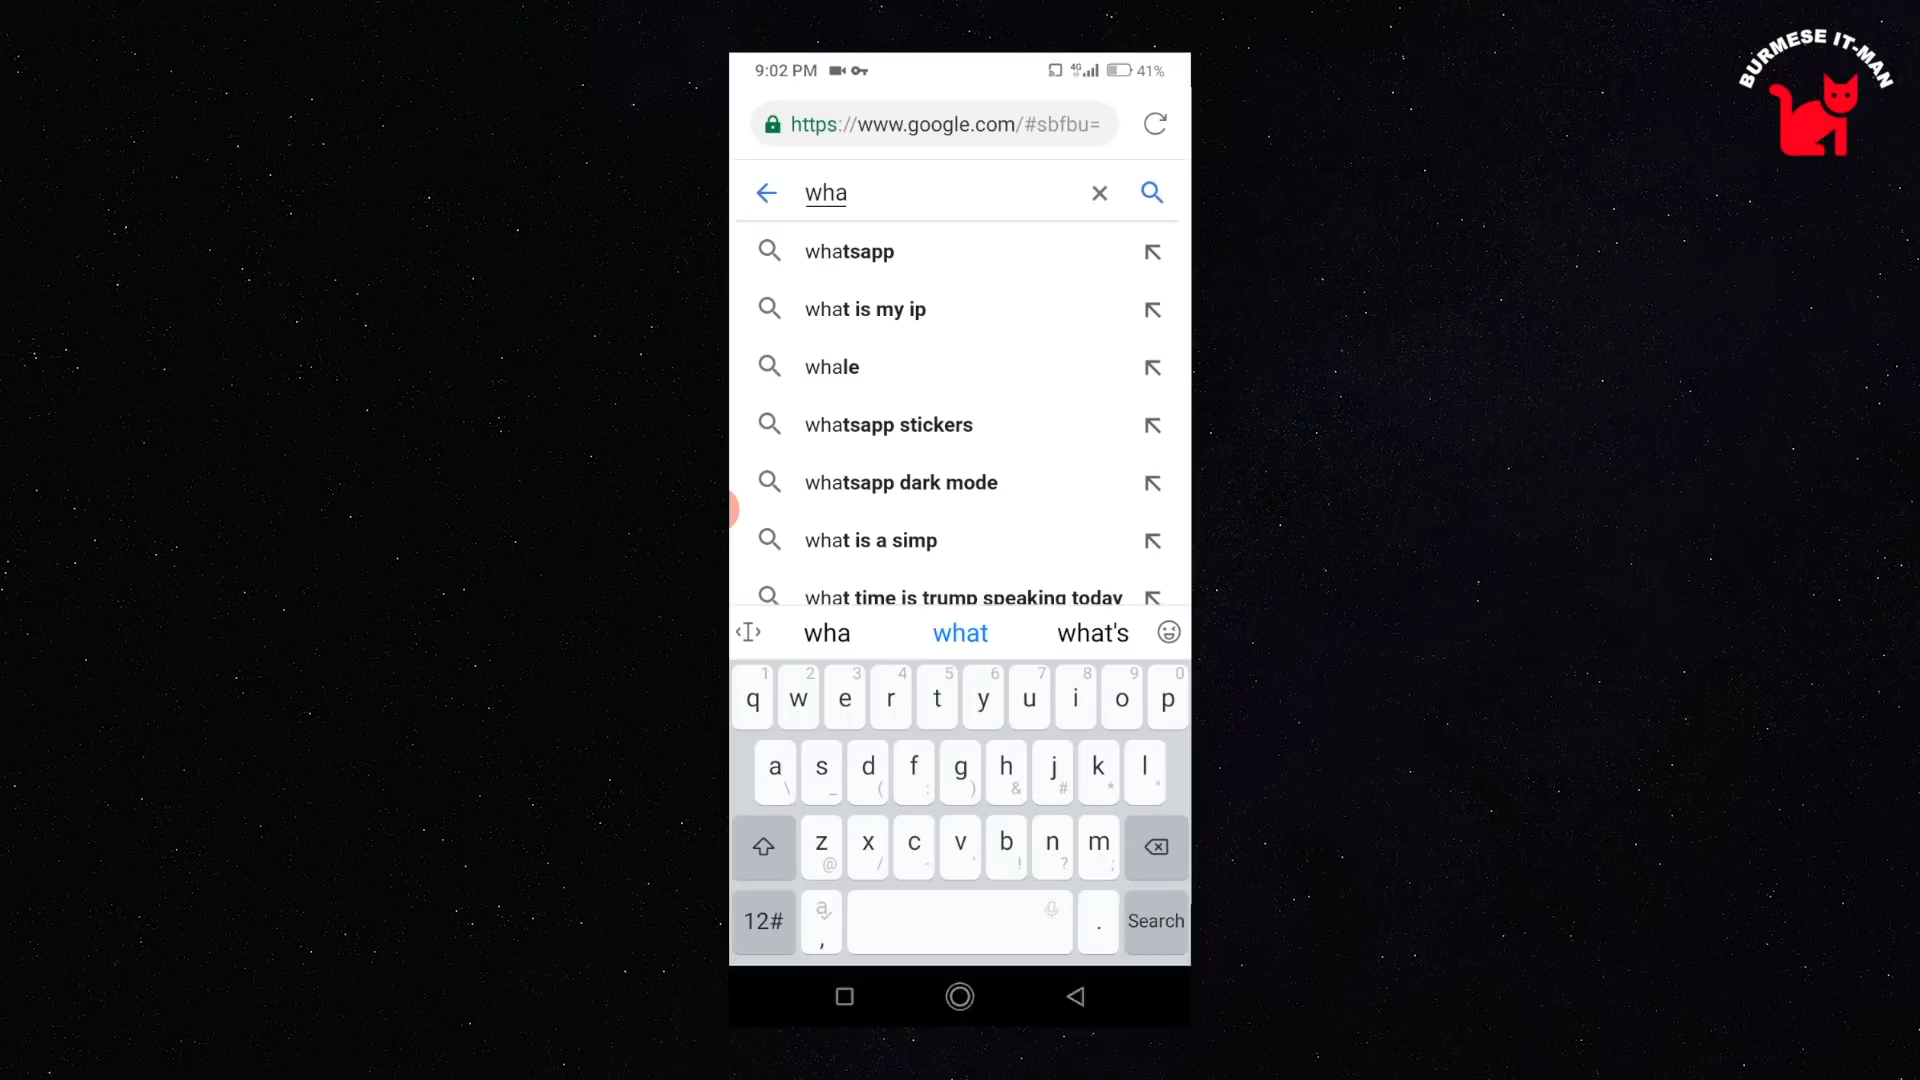 BURMESE IT-MAN
9:02 PM 4G 41%
https://www.google.com/#sbfbu=
wha
whatsapp
what is my ip
whale
whatsapp stickers
whatsapp dark mode
what is a simp
what time is trump speaking today
wha what what's
1 2 3 4 5 6 7 8 9 0
q w e r t y u i o p
a s d f g h j k l
\ _ ( : ) & # * "
z x c v b n m
@ / - ' ! ? ;
12# a , . Search